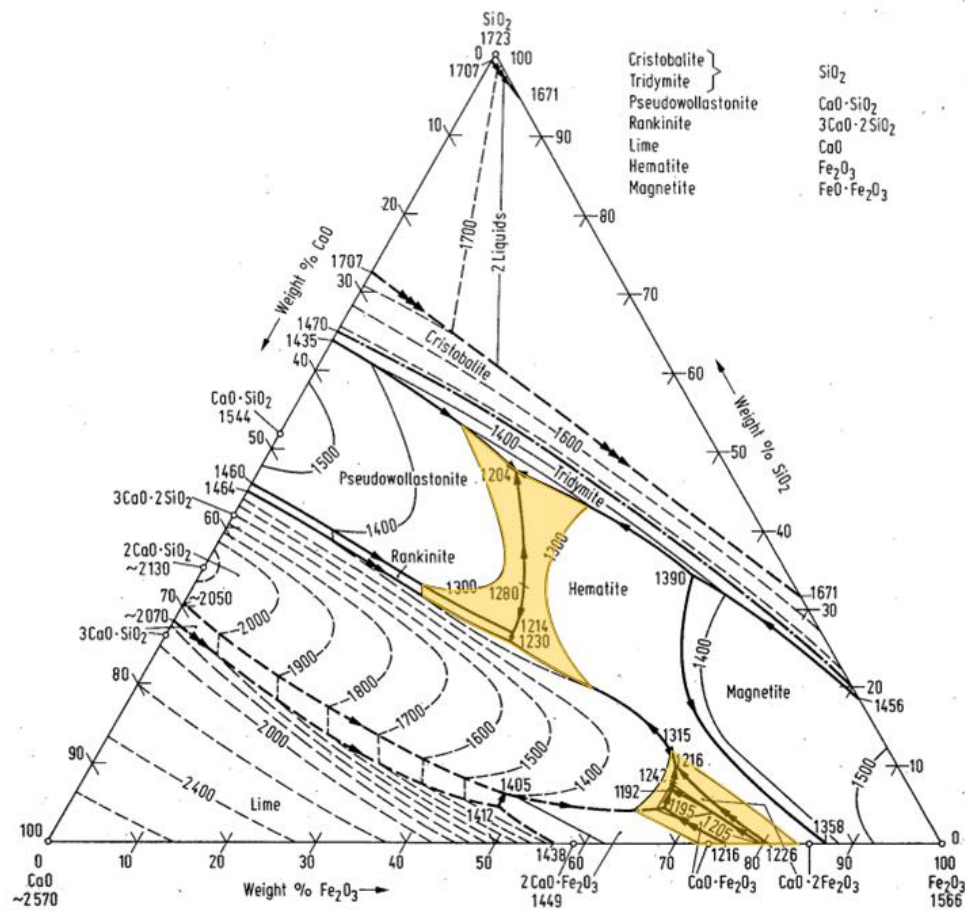 SiO₂
1723
0 100
1707
1671
Cristobalite
Tridymite
SiO₂
Pseudowollastonite CaO·SiO₂
Rankinite 3CaO·2SiO₂
Lime CaO
Hematite Fe₂O₃
Magnetite FeO·Fe₂O₃
10
90
20
80
1700
2 Liquids
Weight % CaO
1707
30
70
1470
1435
Cristobalite
40
60
Weight % SiO₂
CaO·SiO₂
1544
1600
1400
50
50
1500
Pseudowollastonite
1204
Tridymite
1460
1464
3CaO·2SiO₂
60
40
1400
Rankinite
1300
2CaO·SiO₂
~2130
1300
1280
Hematite
1390
1671
30
~2050
70
2000
1214
1230
~2070
3CaO·SiO₂
1400
1900
80
1800
Magnetite
20
1456
1700
2000
1600
1315
1216
1500
1242
90
1400
1500
10
2400
Lime
1405
1192
1195
1412
1205
1358
100
0
0 10 20 30 40 50 1438 60 70 1216 80 1226 90 100
CaO
~2570
Weight % Fe₂O₃
2CaO·Fe₂O₃
1449
CaO·Fe₂O₃
CaO·2Fe₂O₃
Fe₂O₃
1566